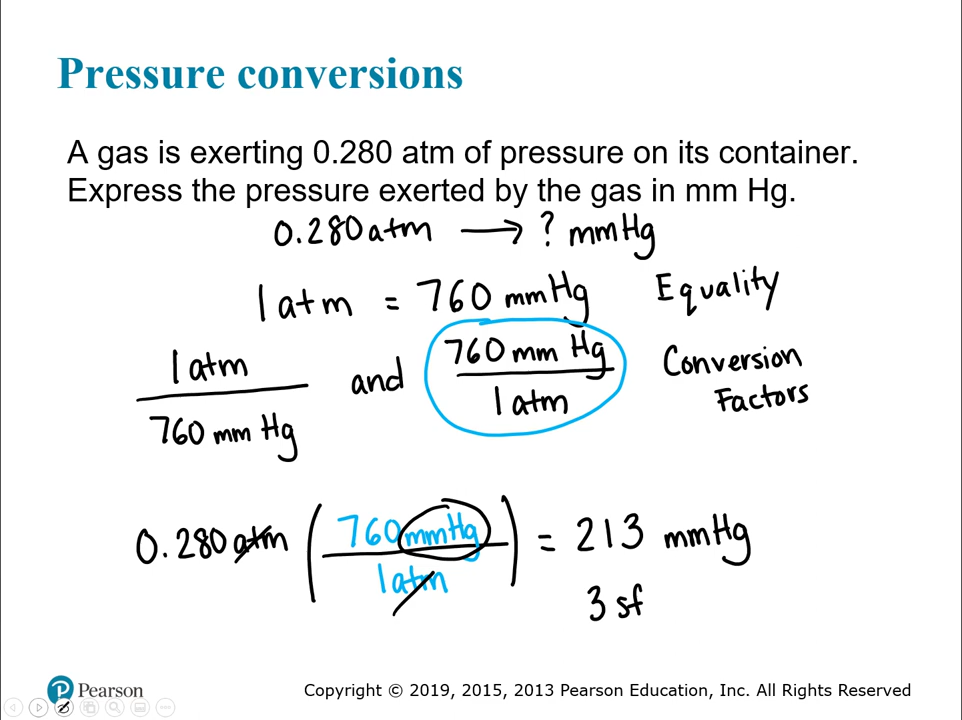 Pressure conversions
A gas is exerting 0.280 atm of pressure on its container.
Express the pressure exerted by the gas in mm Hg.
0.280 atm → ? mmHg
1 atm = 760 mmHg Equality
1 atm
760 mm Hg
and
760 mm Hg
1 atm
Conversion
Factors
0.280 atm ( 760 mmHg
1 atm ) = 213 mmHg
3 sf
Pearson
Copyright © 2019, 2015, 2013 Pearson Education, Inc. All Rights Reserved